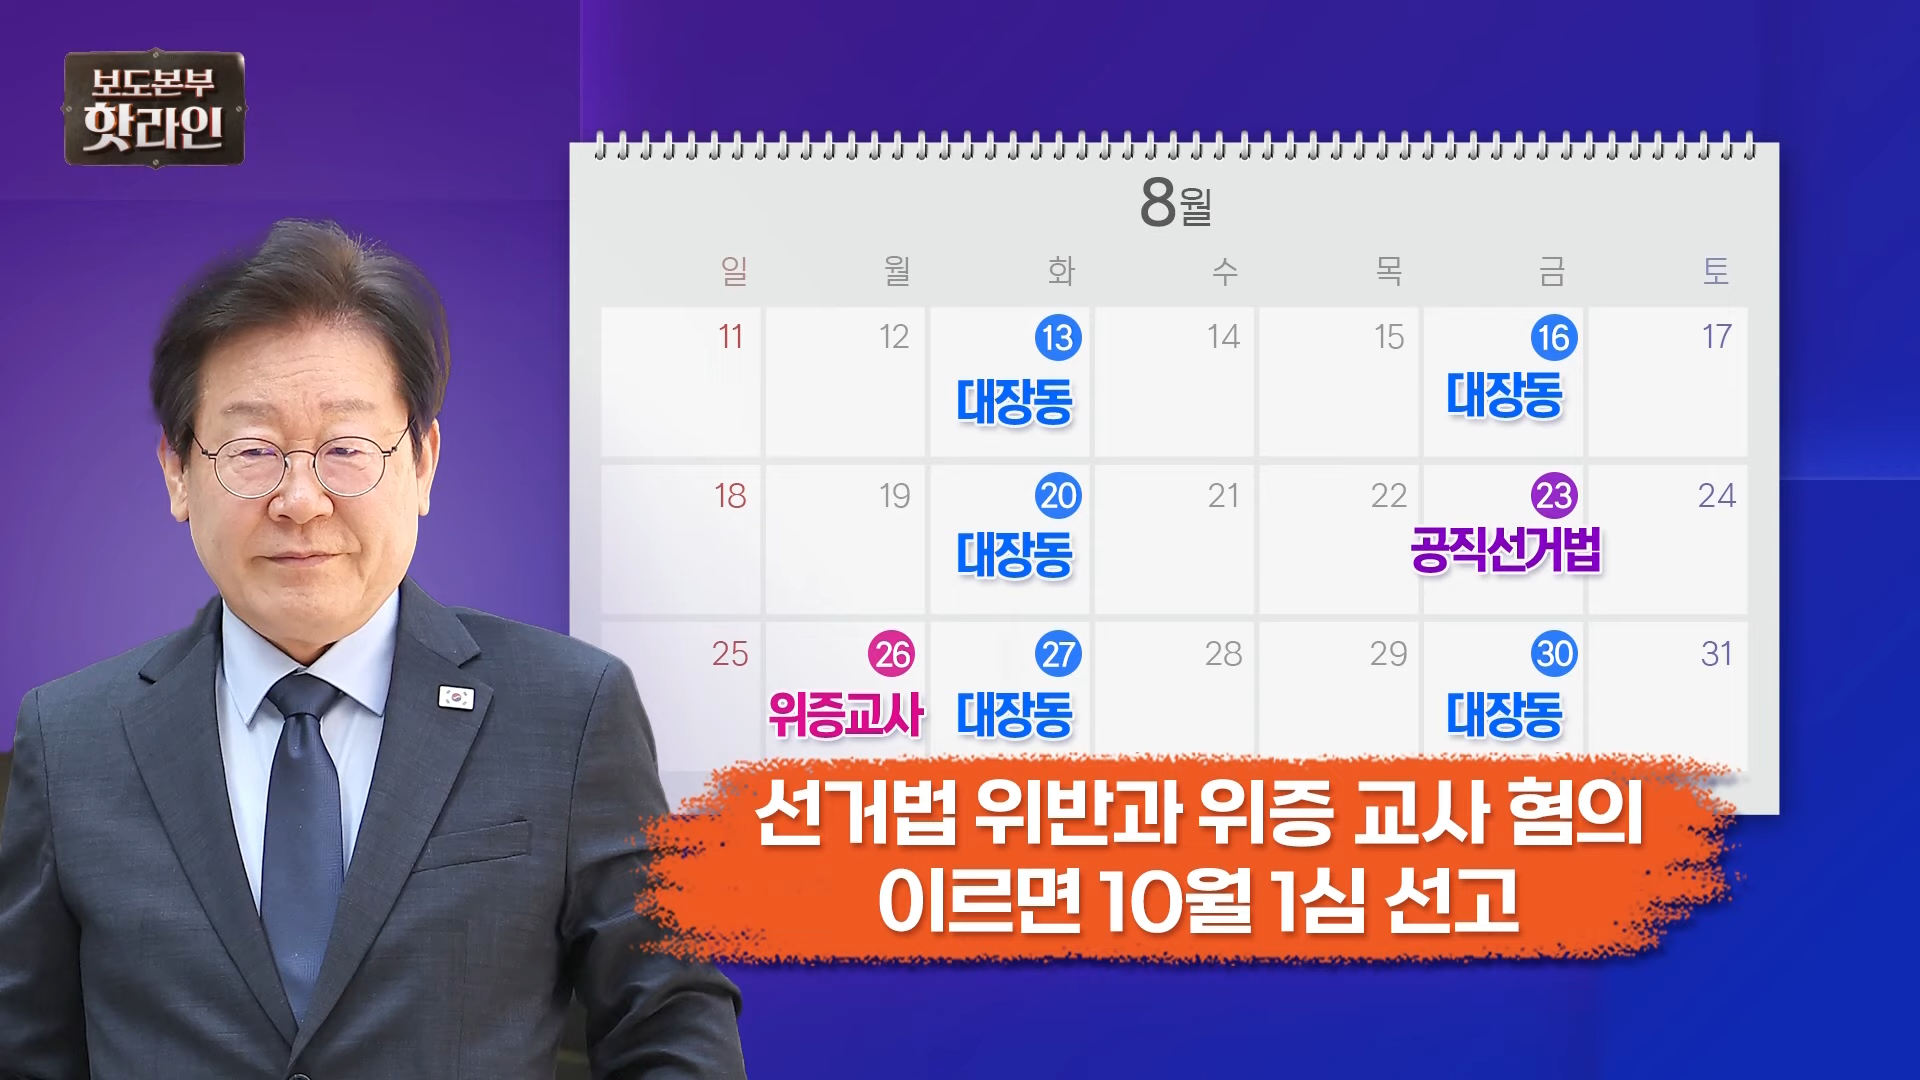 보도본부
핫라인
8월
일 월 화 수 목 금 토
11 12 13 14 15 16 17
대장동 대장동
18 19 20 21 22 23 24
대장동 공직선거법
25 26 27 28 29 30 31
위증교사 대장동 대장동
선거법 위반과 위증 교사 혐의
이르면 10월 1심 선고